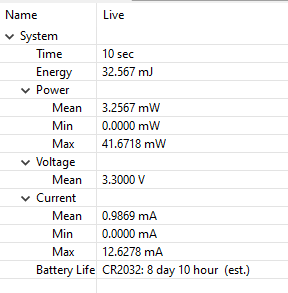 Name Live
System
Time 10 sec
Energy 32.567 mJ
Power
Mean 3.2567 mW
Min 0.0000 mW
Max 41.6718 mW
Voltage
Mean 3.3000 V
Current
Mean 0.9869 mA
Min 0.0000 mA
Max 12.6278 mA
Battery Life CR2032: 8 day 10 hour (est.)